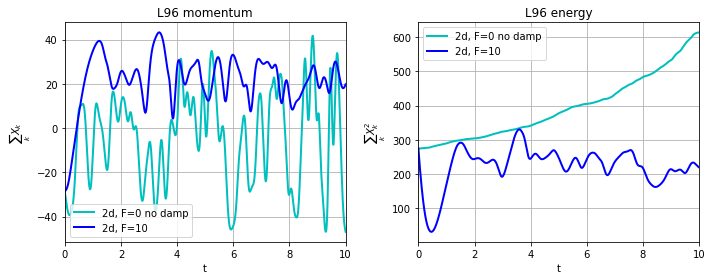 L96 momentum
40
20
0
−20
−40
∑ₖ Xₖ
2d, F=0 no damp
2d, F=10
0 2 4 6 8 10
t
L96 energy
600
500
400
300
200
100
∑ₖ Xₖ²
2d, F=0 no damp
2d, F=10
0 2 4 6 8 10
t